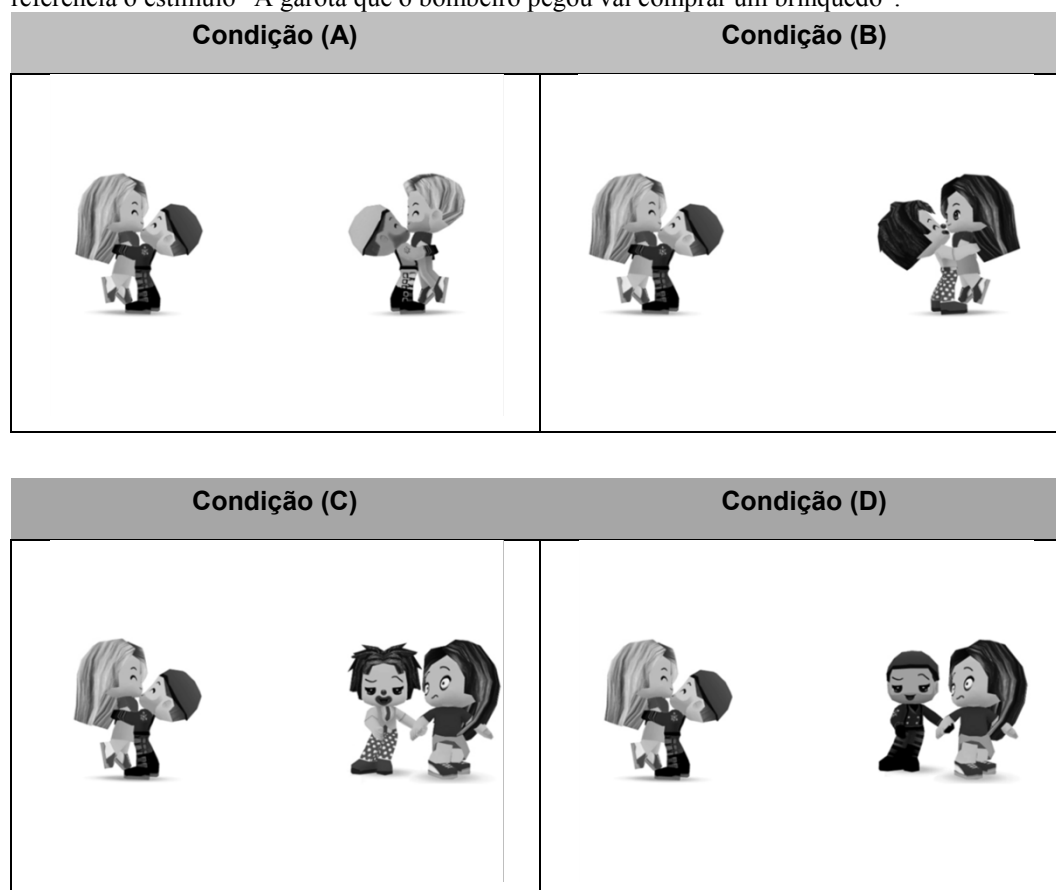 referência o estímulo "A garota que o bombeiro pegou vai comprar um brinquedo".
Condição (A)
Condição (B)
Condição (C)
Condição (D)